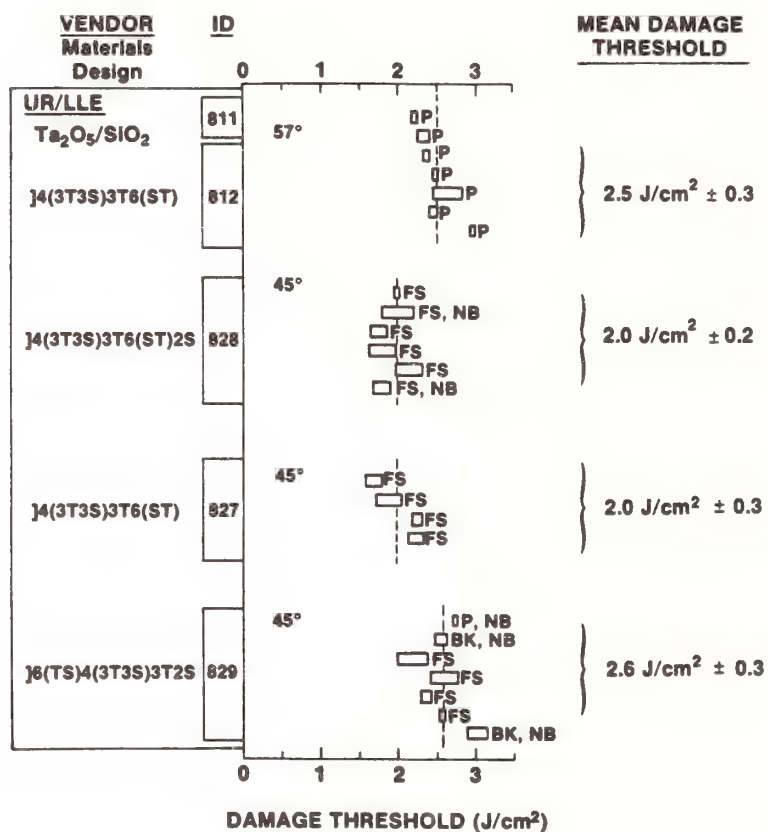 VENDOR ID MEAN DAMAGE
Materials THRESHOLD
Design
0 1 2 3
UR/LLE
Ta₂O₅/SiO₂ 811 57° P
P
P
]4(3T3S)3T6(ST) 812 P 2.5 J/cm² ± 0.3
P
P
P
45° FS
FS, NB
]4(3T3S)3T6(ST)2S 828 FS 2.0 J/cm² ±0.2
FS
FS
FS, NB
45° FS
]4(3T3S)3T6(ST) 827 FS 2.0 J/cm² ± 0.3
FS
FS
45° P, NB
BK, NB
]6(TS)4(3T3S)3T2S 829 FS 2.6 J/cm² ± 0.3
FS
FS
FS
BK, NB
0 1 2 3
DAMAGE THRESHOLD (J/cm²)